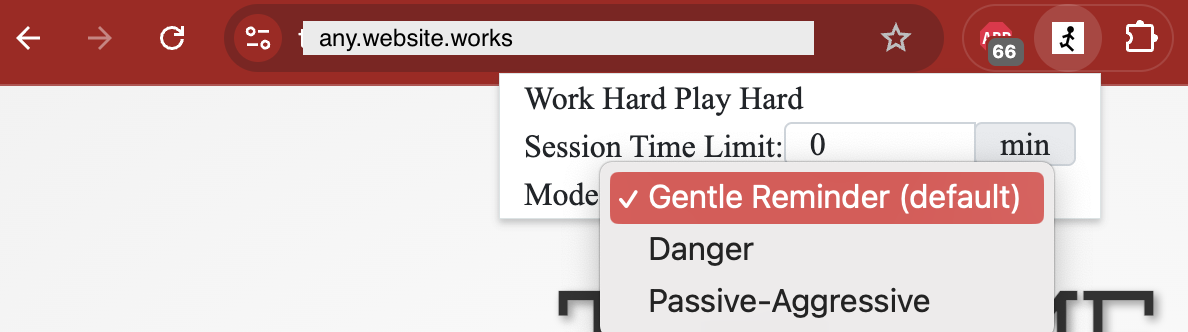 any.website.works
66
Work Hard Play Hard
Session Time Limit: 0 min
Mode
✓ Gentle Reminder (default)
Danger
Passive-Aggressive